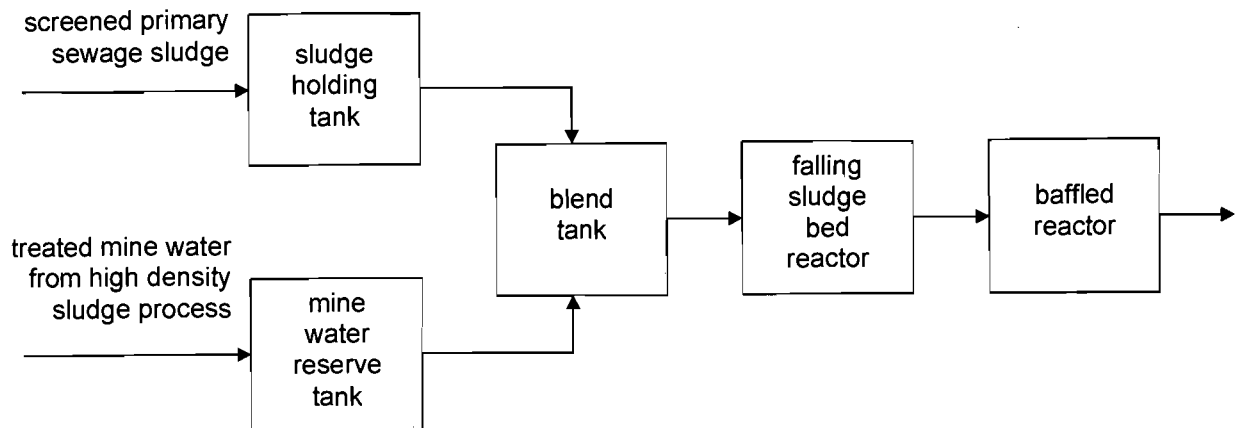 screened primary
sewage sludge
sludge
holding
tank
blend
tank
falling
sludge
bed
reactor
baffled
reactor
treated mine water
from high density
sludge process
mine
water
reserve
tank